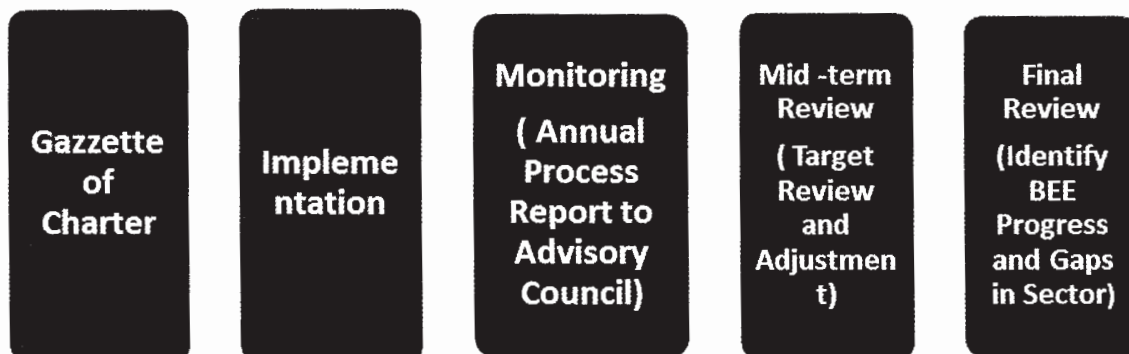 Gazzette
of
Charter
Impleme
ntation
Monitoring
( Annual
Process
Report to
Advisory
Council)
Mid -term
Review
( Target
Review
and
Adjustmen
t)
Final
Review
(Identify
BEE
Progress
and Gaps
in Sector)